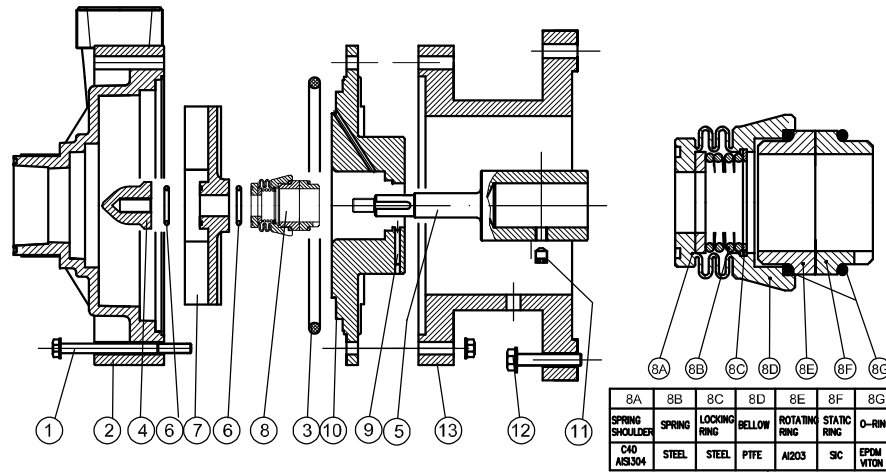 8A 8B 8C 8D 8E 8F 8G
1 2 4 6 7 6 8 3 10 9 5 13 12 11
8A 8B 8C 8D 8E 8F 8G
SPRING SHOULDER SPRING LOCKING RING BELLOW ROTATING RING STATIC RING O-RIN
C40 AISI304 STEEL STEEL PTFE Al203 SIC EPDM VITON